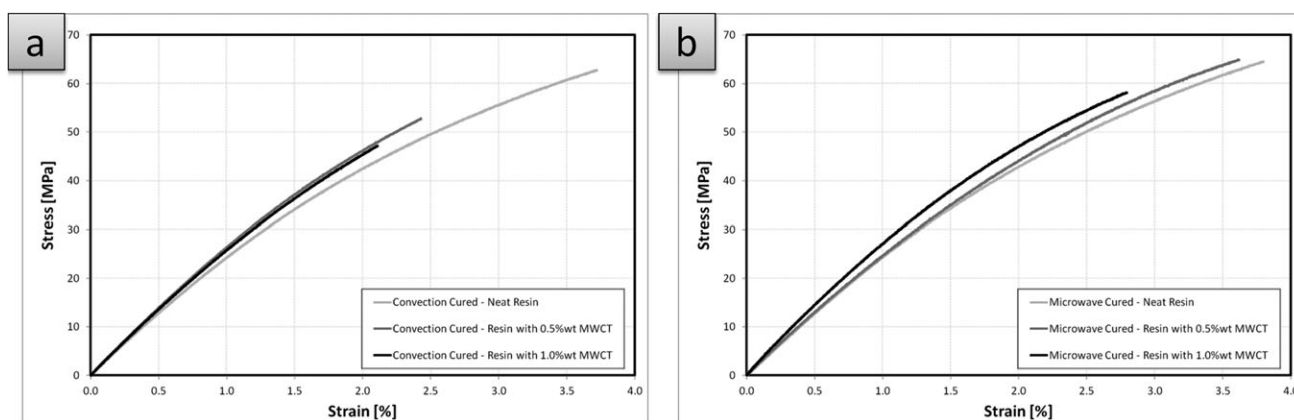 a
70
60
50
40
30
20
10
0
Stress [MPa]
0.0 0.5 1.0 1.5 2.0 2.5 3.0 3.5 4.0
Strain [%]
Convection Cured - Neat Resin
Convection Cured - Resin with 0.5%wt MWCT
Convection Cured - Resin with 1.0%wt MWCT
b
70
60
50
40
30
20
10
0
Stress [MPa]
0.0 0.5 1.0 1.5 2.0 2.5 3.0 3.5 4.0
Strain [%]
Microwave Cured - Neat Resin
Microwave Cured - Resin with 0.5%wt MWCT
Microwave Cured - Resin with 1.0%wt MWCT